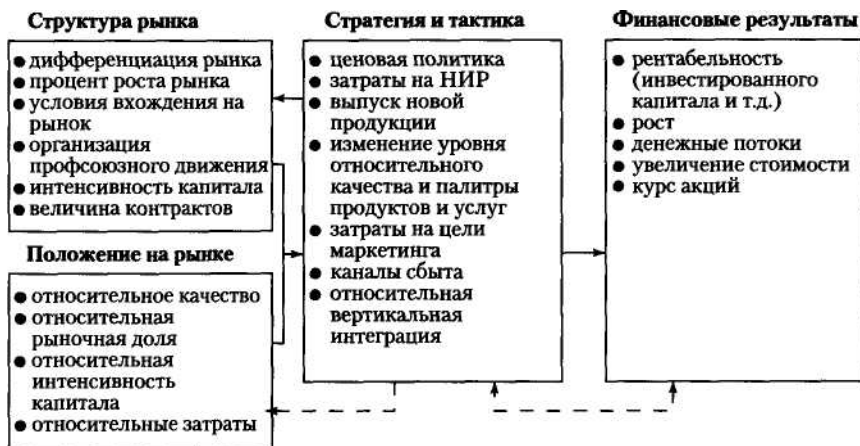 Структура рынка
● дифференциация рынка
● процент роста рынка
● условия вхождения на
рынок
● организация
профсоюзного движения
● интенсивность капитала
● величина контрактов
Положение на рынке
● относительное качество
● относительная
рыночная доля
● относительная
интенсивность
капитала
● относительные затраты
Стратегия и тактика
● ценовая политика
● затраты на НИР
● выпуск новой
продукции
● изменение уровня
относительного
качества и палитры
продуктов и услуг
● затраты на цели
маркетинга
● каналы сбыта
● относительная
вертикальная
интеграция
Финансовые результаты
● рентабельность
(инвестированного
капитала и т.д.)
● рост
● денежные потоки
● увеличение стоимости
● курс акций